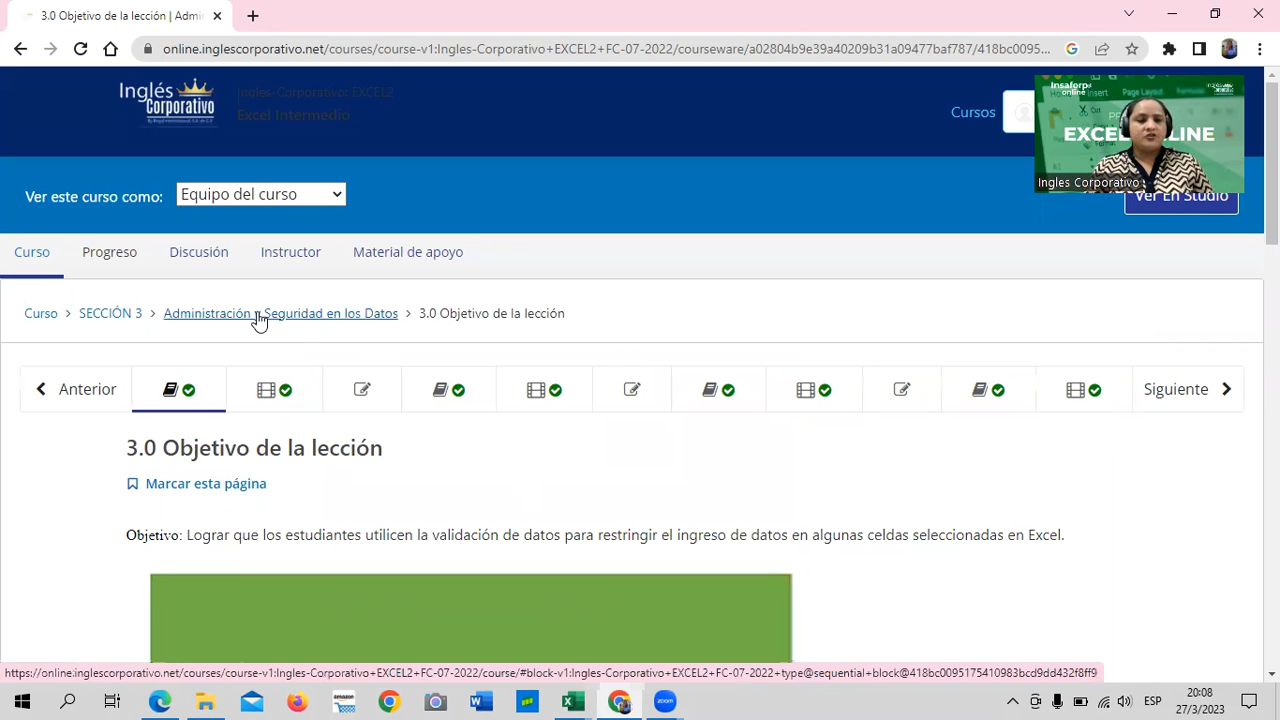 3.0 Objetivo de la lección | Admi
online.inglescorporativo.net/courses/course-v1:Ingles-Corporativo+EXCEL2+FC-07-2022/courseware/a02804b9e39a40209b31a09477baf787/418bc0095...
Inglés Corporativo
Ingles-Corporativo: EXCEL2
Excel Intermedio
Cursos
Insaforp online
Insert
Page Layout
Formulas
EXCEL ONLINE
Ingles Corporativo
Ver este curso como:
Equipo del curso
Ver En Studio
Curso
Progreso
Discusión
Instructor
Material de apoyo
Curso > SECCIÓN 3 > Administración y Seguridad en los Datos > 3.0 Objetivo de la lección
Anterior
Siguiente
3.0 Objetivo de la lección
Marcar esta página
Objetivo: Lograr que los estudiantes utilicen la validación de datos para restringir el ingreso de datos en algunas celdas seleccionadas en Excel.
https://online.inglescorporativo.net/courses/course-v1:Ingles-Corporativo+EXCEL2+FC-07-2022/course/#block-v1:Ingles-Corporativo+EXCEL2+FC-07-2022+type@sequential+block@418bc0095175410983bcd9dd432f8ff9
ESP
20:08
27/3/2023